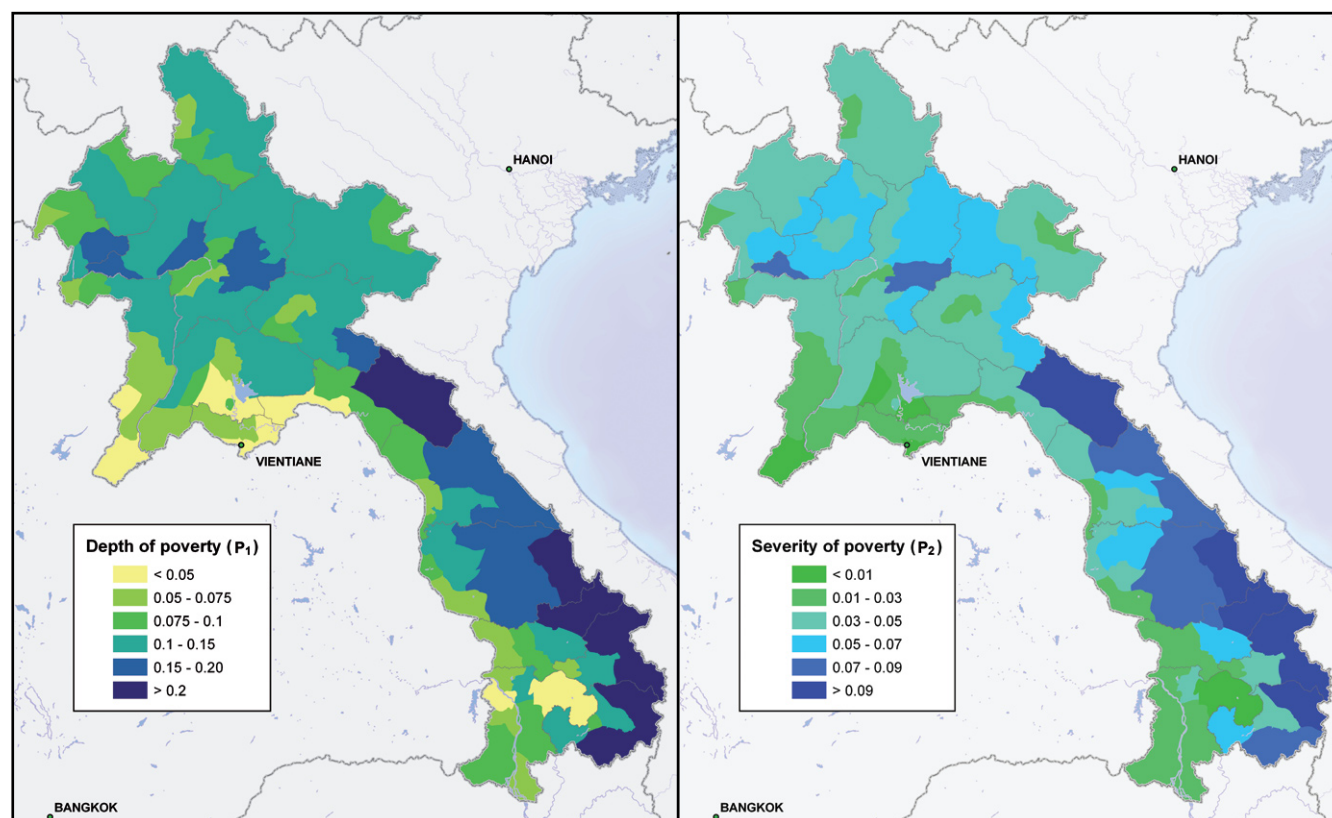 HANOI
VIENTIANE
Depth of poverty (P₁)
< 0.05
0.05 - 0.075
0.075 - 0.1
0.1 - 0.15
0.15 - 0.20
> 0.2
BANGKOK
HANOI
VIENTIANE
Severity of poverty (P₂)
< 0.01
0.01 - 0.03
0.03 - 0.05
0.05 - 0.07
0.07 - 0.09
> 0.09
BANGKOK